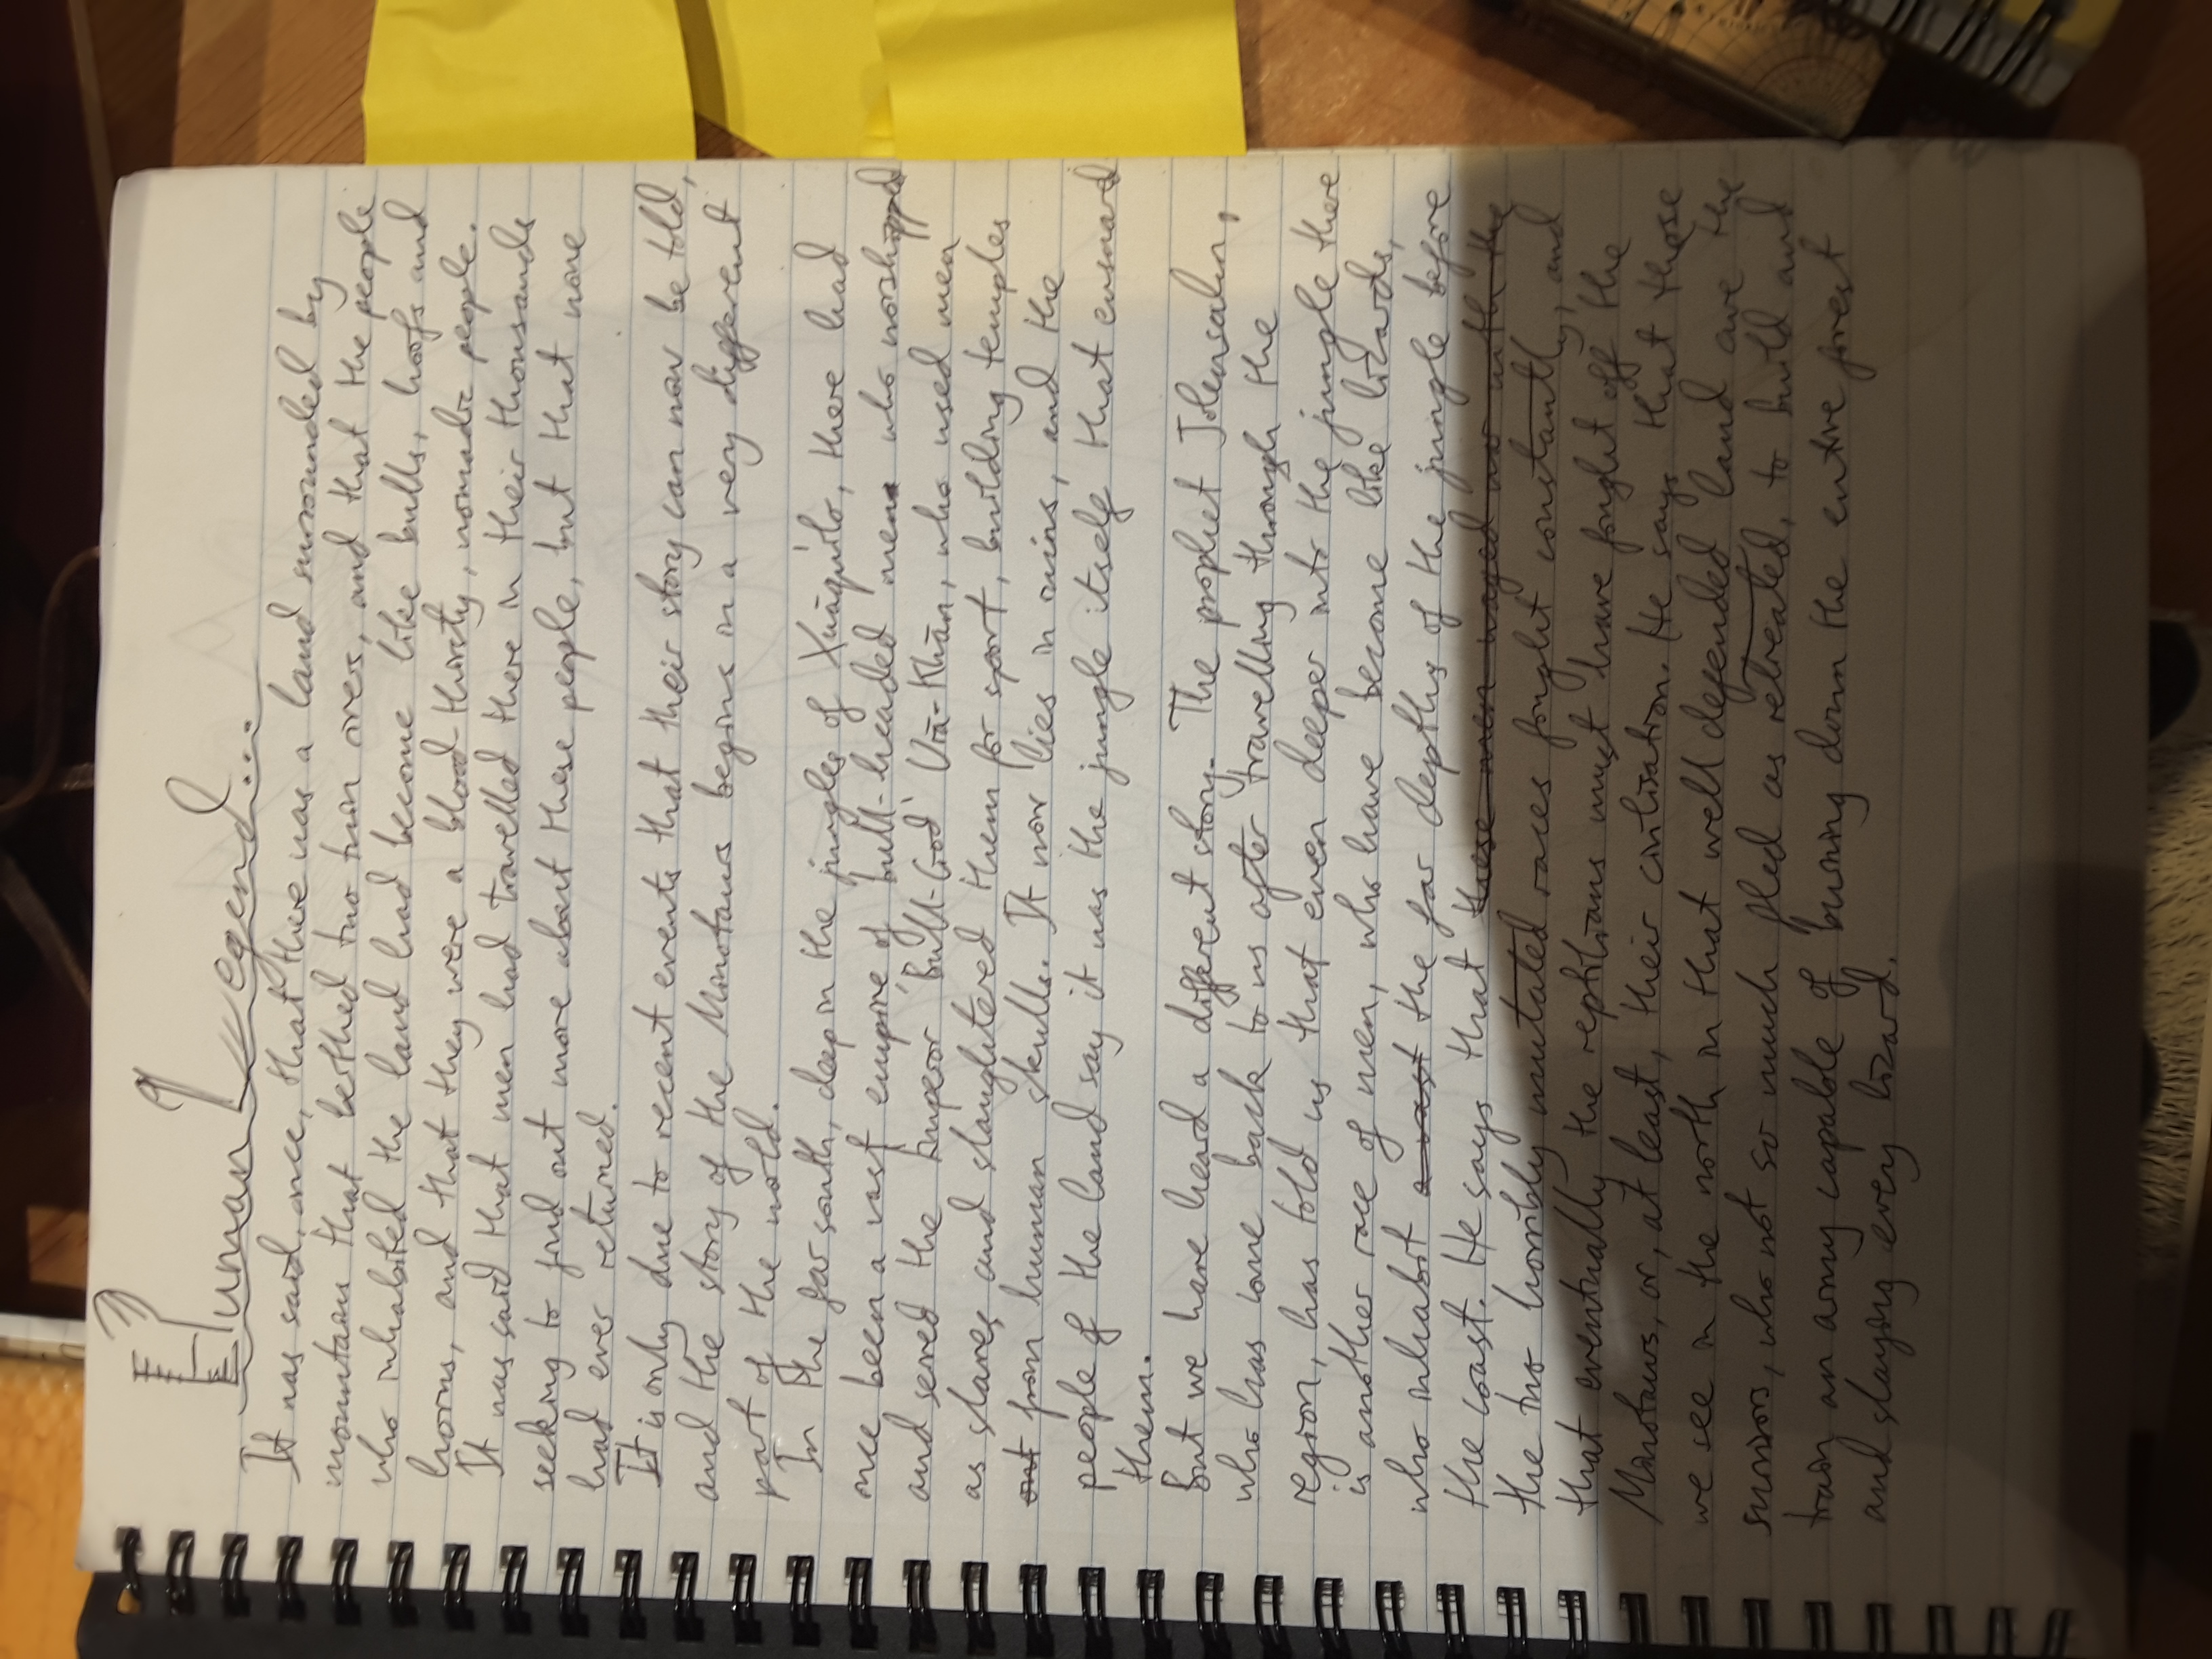 Human Legend...
It was said, once, that there was a land surrounded by
mountains that berthed two twin rivers, and that the people
who inhabited the land had become like bulls, hoofs and
horns, and that they were a blood-thirsty, nomadic people.
It was said that men had travelled there in their thousands
seeking to find out more about these people, but that none
had ever returned.
It is only due to recent events that their story can now be told,
and the story of the Minotaurs begins in a very different
part of the wold.
In the far south, deep in the jungles of there had
once been a vast empire of bull-headed men who worshipped
and served the Emperor 'Bull-God' Urā-Khān, who used men
as slaves and slaughtered them for sport, building temples
out from human skulls. It now lies in ruins, and the
people of the land say it was the jungle itself that ensnared
them.
But we have heard a different story. The prophet
who has come back to us after travelling through the
region, has told us that even deeper into the jungle there
is another race of men, who have become like lizards,
who inhabit a vast the far depths of the jungle before
the coast. He says that these men waged war with the
the two horribly mutated races fought constantly, and
that eventually the reptilians must have fought off the
Minotaurs, or, at least, their civilisation. He says that those
we see in the north in that well defended land are the
survivors, who not so much fled as retreated, to build and
train an army capable of burning down the entire forest
and slaying every lizard.